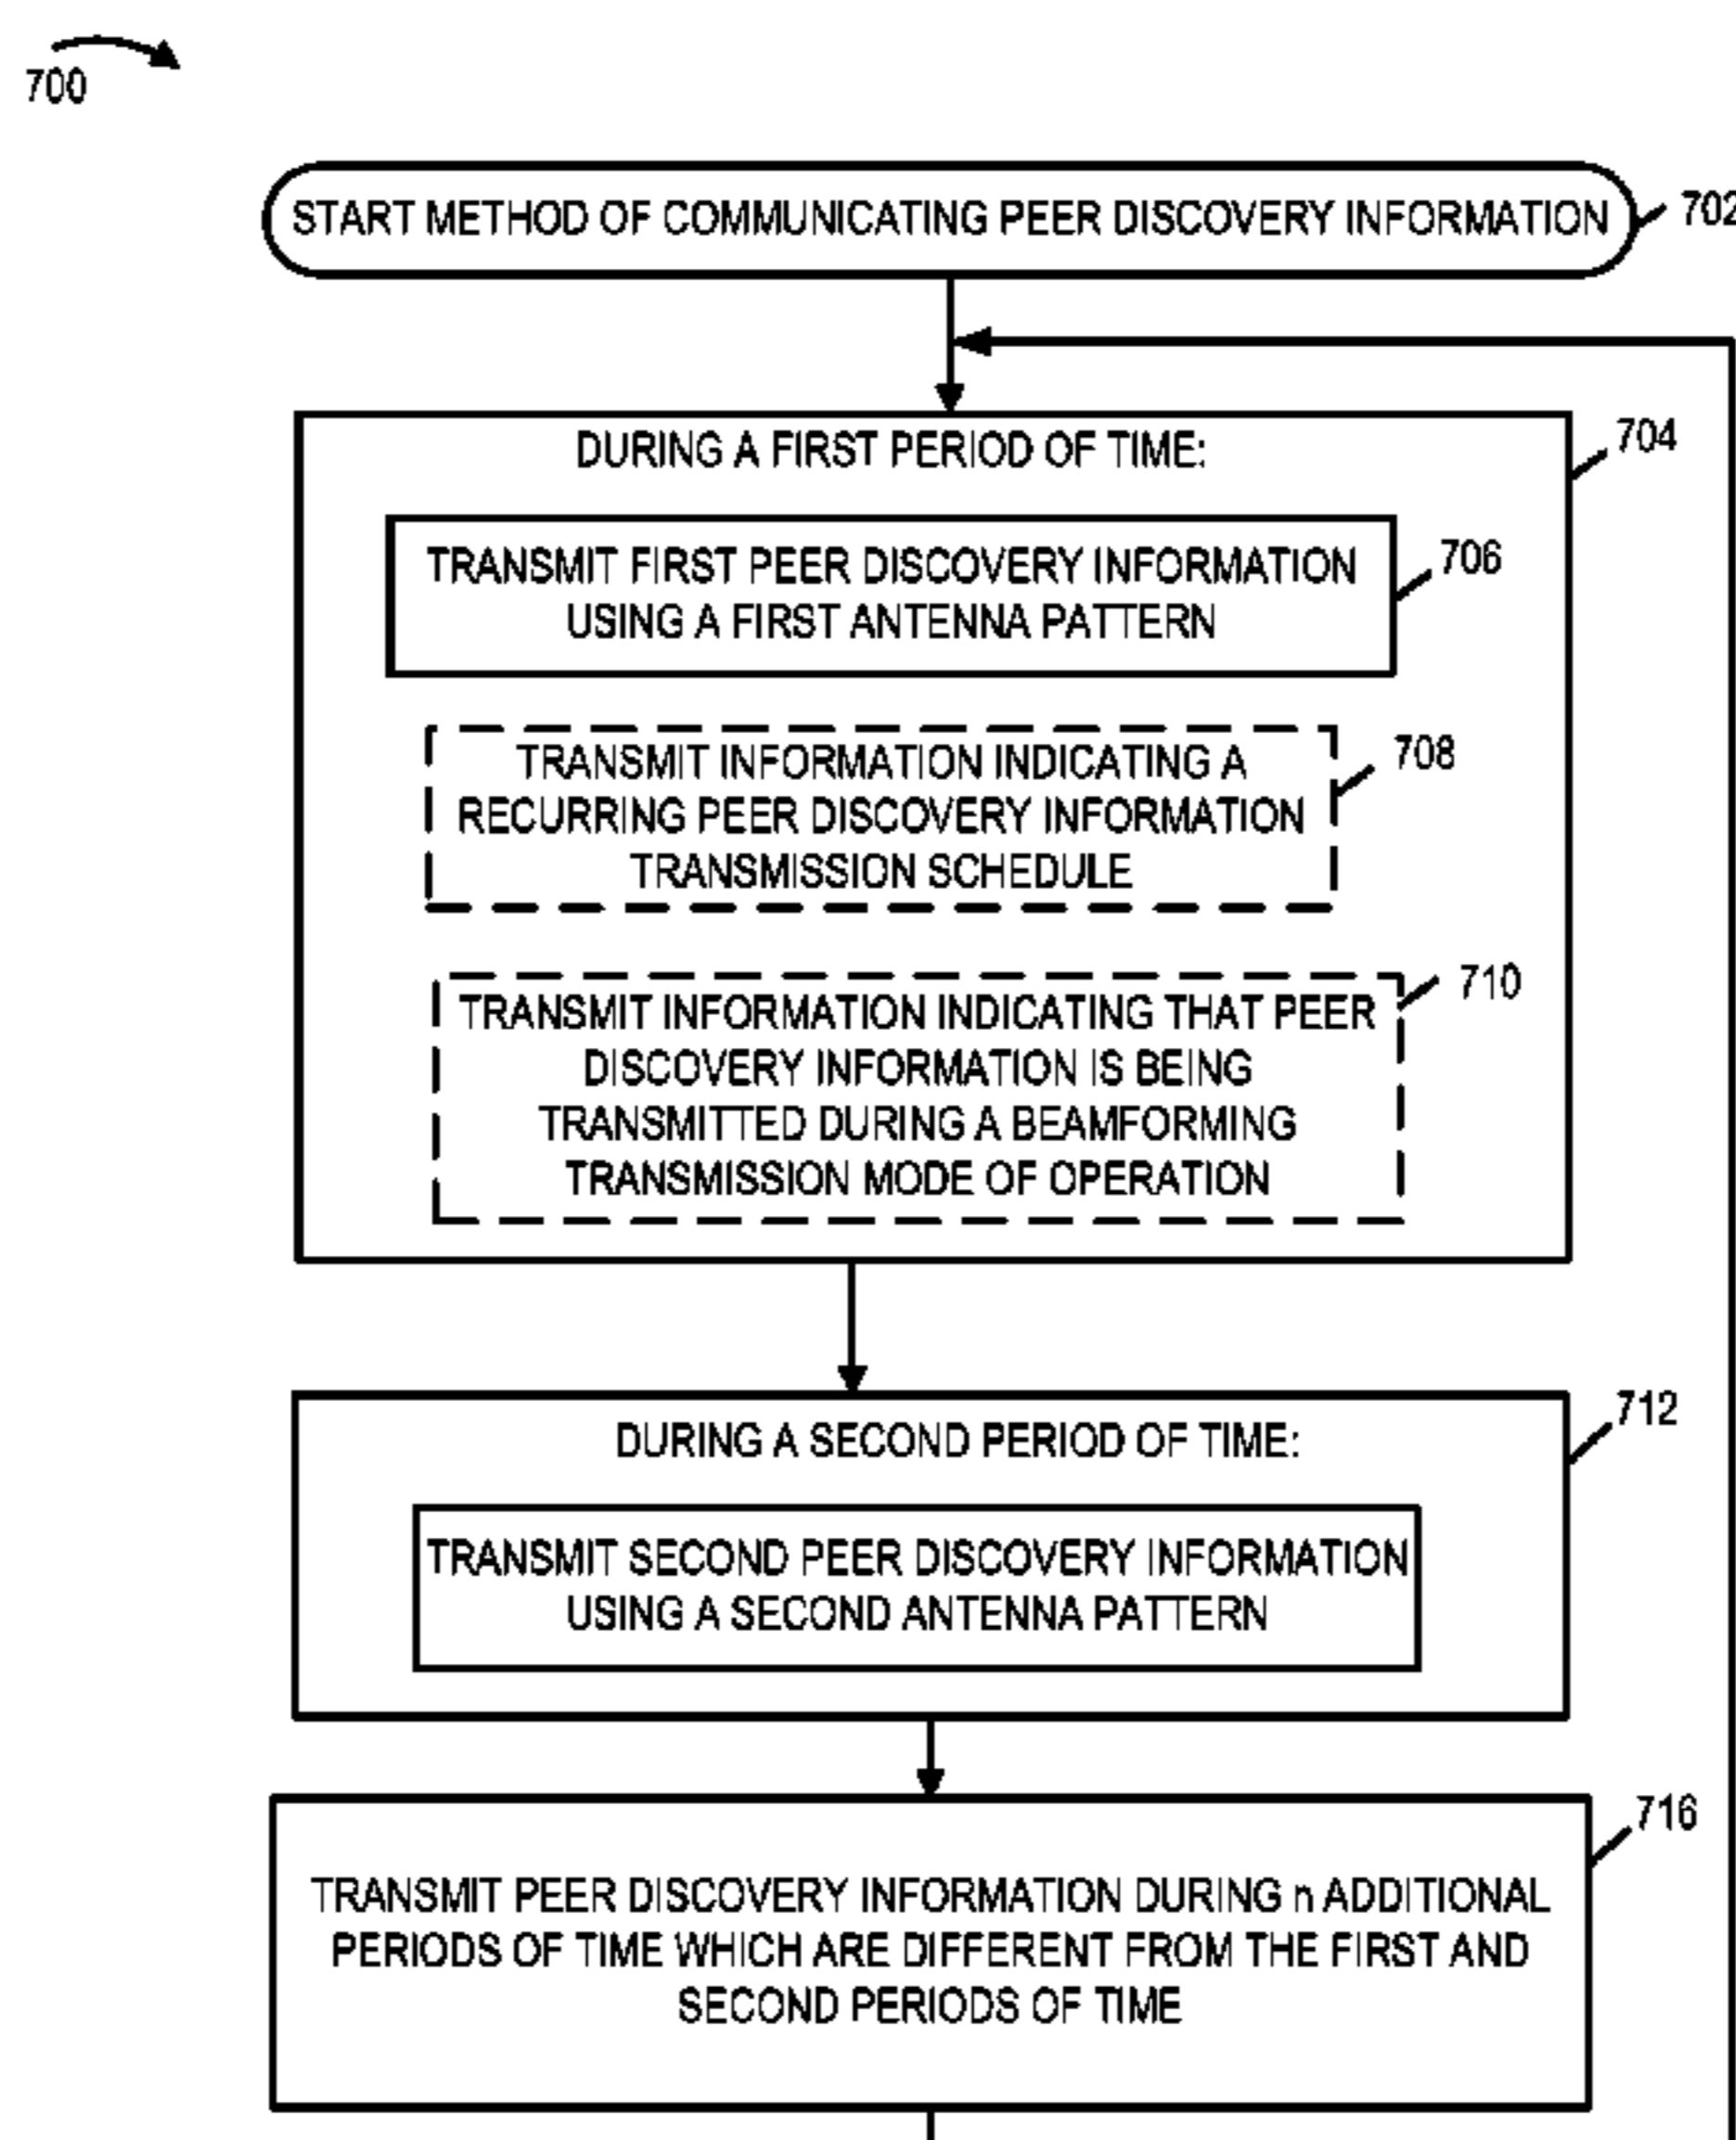 700
START METHOD OF COMMUNICATING PEER DISCOVERY INFORMATION
702
DURING A FIRST PERIOD OF TIME:
704
TRANSMIT FIRST PEER DISCOVERY INFORMATION
USING A FIRST ANTENNA PATTERN
706
TRANSMIT INFORMATION INDICATING A
RECURRING PEER DISCOVERY INFORMATION
TRANSMISSION SCHEDULE
708
TRANSMIT INFORMATION INDICATING THAT PEER
DISCOVERY INFORMATION IS BEING
TRANSMITTED DURING A BEAMFORMING
TRANSMISSION MODE OF OPERATION
710
DURING A SECOND PERIOD OF TIME:
712
TRANSMIT SECOND PEER DISCOVERY INFORMATION
USING A SECOND ANTENNA PATTERN
TRANSMIT PEER DISCOVERY INFORMATION DURING n ADDITIONAL
PERIODS OF TIME WHICH ARE DIFFERENT FROM THE FIRST AND
SECOND PERIODS OF TIME
716